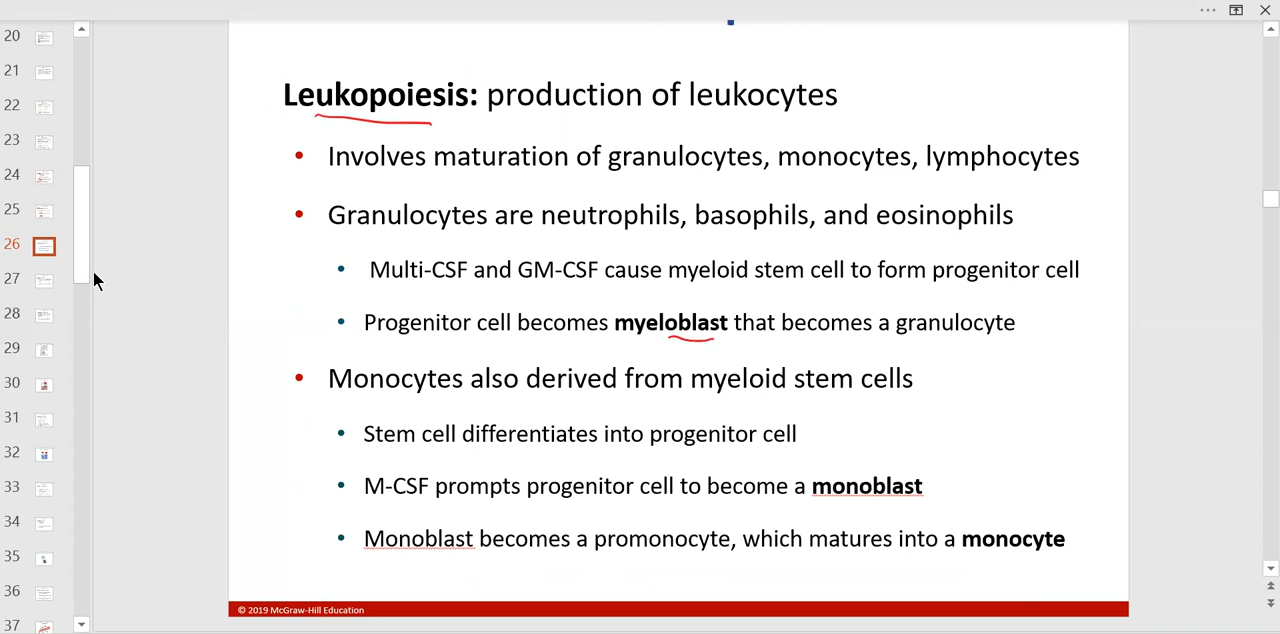 20
21
22
23
24
25
26
27
28
29
30
31
32
33
34
35
36
37
Leukopoiesis: production of leukocytes
• Involves maturation of granulocytes, monocytes, lymphocytes
• Granulocytes are neutrophils, basophils, and eosinophils
• Multi-CSF and GM-CSF cause myeloid stem cell to form progenitor cell
• Progenitor cell becomes myeloblast that becomes a granulocyte
• Monocytes also derived from myeloid stem cells
• Stem cell differentiates into progenitor cell
• M-CSF prompts progenitor cell to become a monoblast
• Monoblast becomes a promonocyte, which matures into a monocyte
© 2019 McGraw-Hill Education